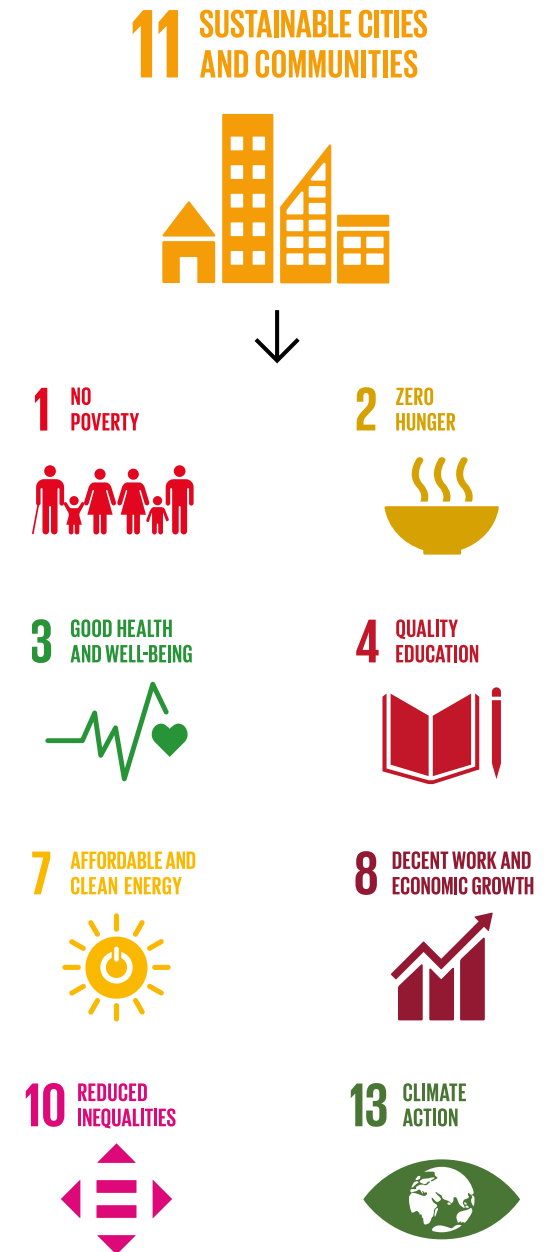 11 SUSTAINABLE CITIES
AND COMMUNITIES
1 NO
POVERTY
2 ZERO
HUNGER
3 GOOD HEALTH
AND WELL-BEING
4 QUALITY
EDUCATION
7 AFFORDABLE AND
CLEAN ENERGY
8 DECENT WORK AND
ECONOMIC GROWTH
10 REDUCED
INEQUALITIES
13 CLIMATE
ACTION